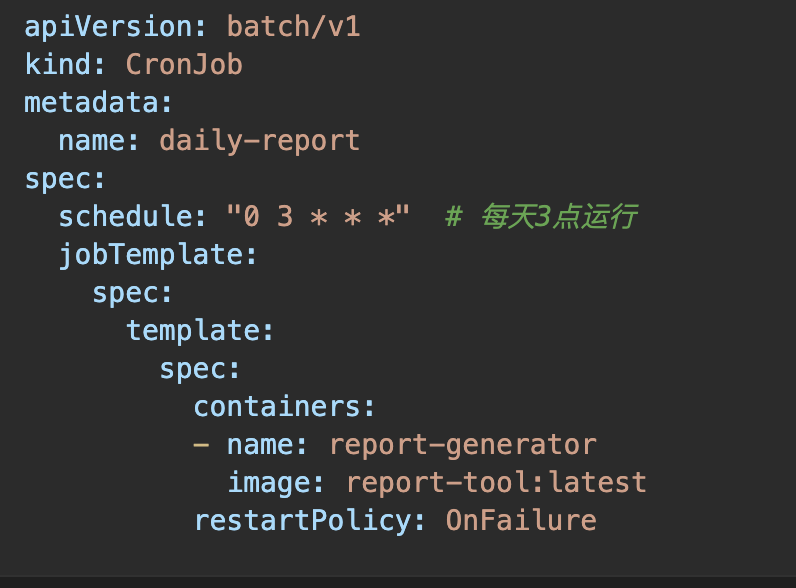 apiVersion: batch/v1
kind: CronJob
metadata:
  name: daily-report
spec:
  schedule: "0 3 * * *"  # 每天3点运行
  jobTemplate:
    spec:
      template:
        spec:
          containers:
          - name: report-generator
            image: report-tool:latest
          restartPolicy: OnFailure